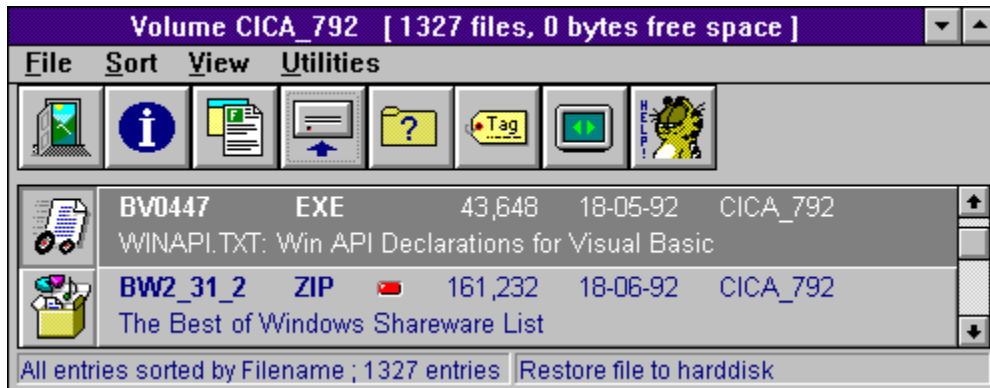 Volume CICA_792 [ 1327 files, 0 bytes free space ]
File Sort View Utilities
i F ? Tag HELP!
BV0447 EXE 43,648 18-05-92 CICA_792
WINAPI.TXT: Win API Declarations for Visual Basic
BW2_31_2 ZIP 161,232 18-06-92 CICA_792
The Best of Windows Shareware List
All entries sorted by Filename ; 1327 entries Restore file to harddisk